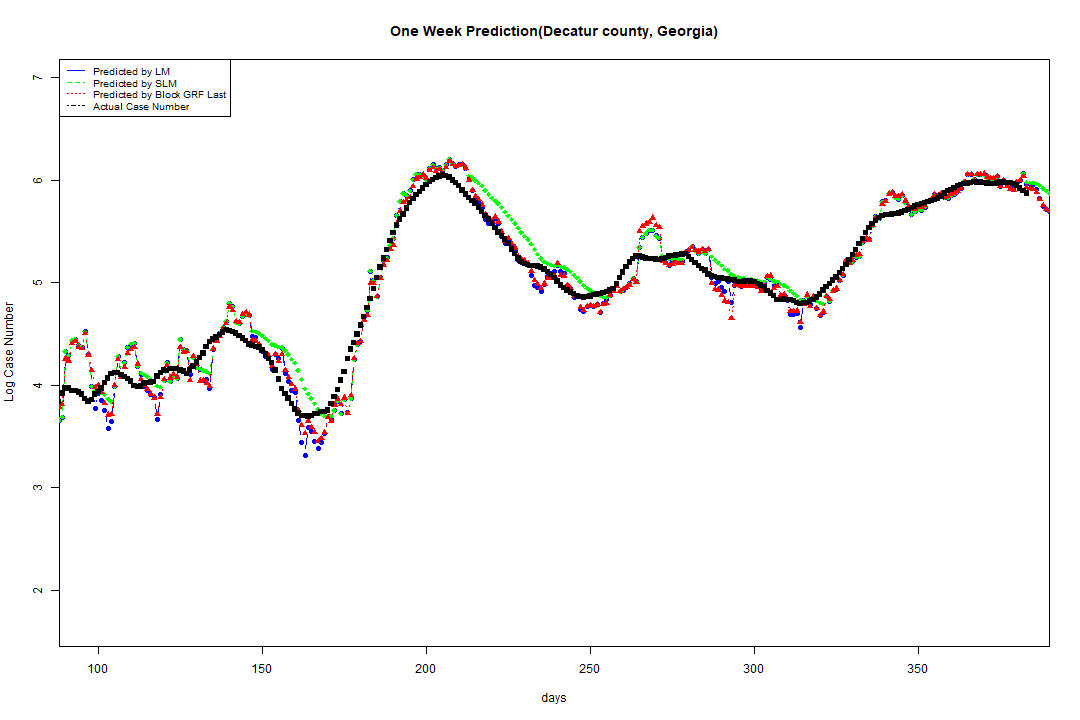 One Week Prediction(Decatur county, Georgia)
Predicted by LM
Predicted by SLM
Predicted by Block GRF Last
Actual Case Number
7
6
5
4
3
2
Log Case Number
100 150 200 250 300 350
days